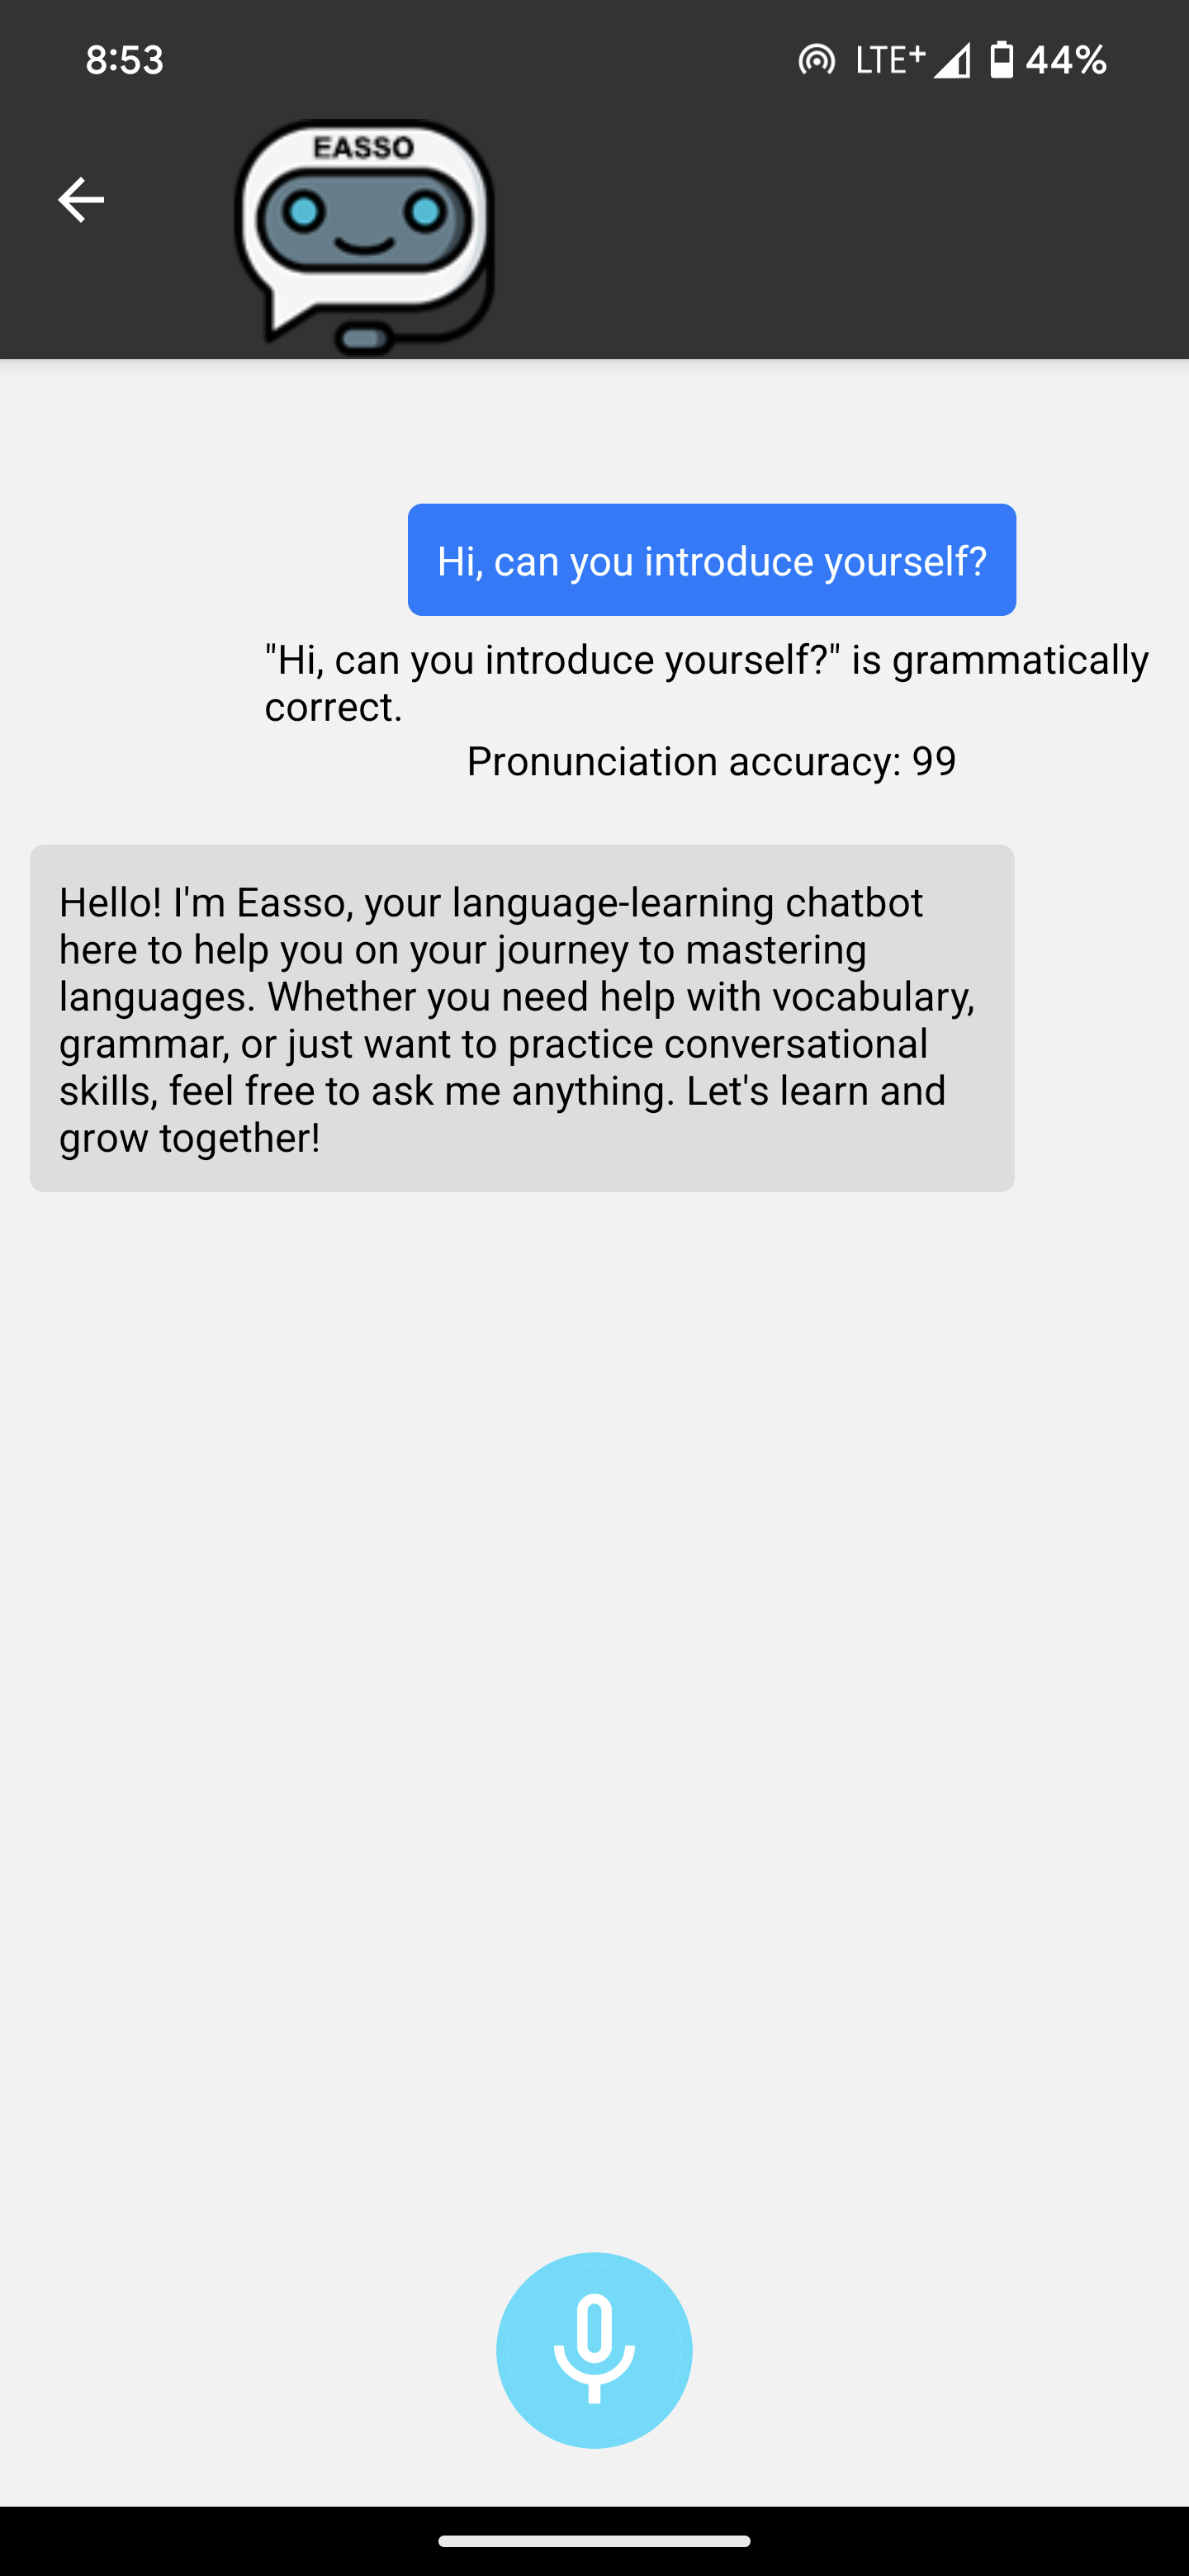 8:53
LTE+ 44%
EASSO
Hi, can you introduce yourself?
"Hi, can you introduce yourself?" is grammatically
correct.
Pronunciation accuracy: 99
Hello! I'm Easso, your language-learning chatbot
here to help you on your journey to mastering
languages. Whether you need help with vocabulary,
grammar, or just want to practice conversational
skills, feel free to ask me anything. Let's learn and
grow together!